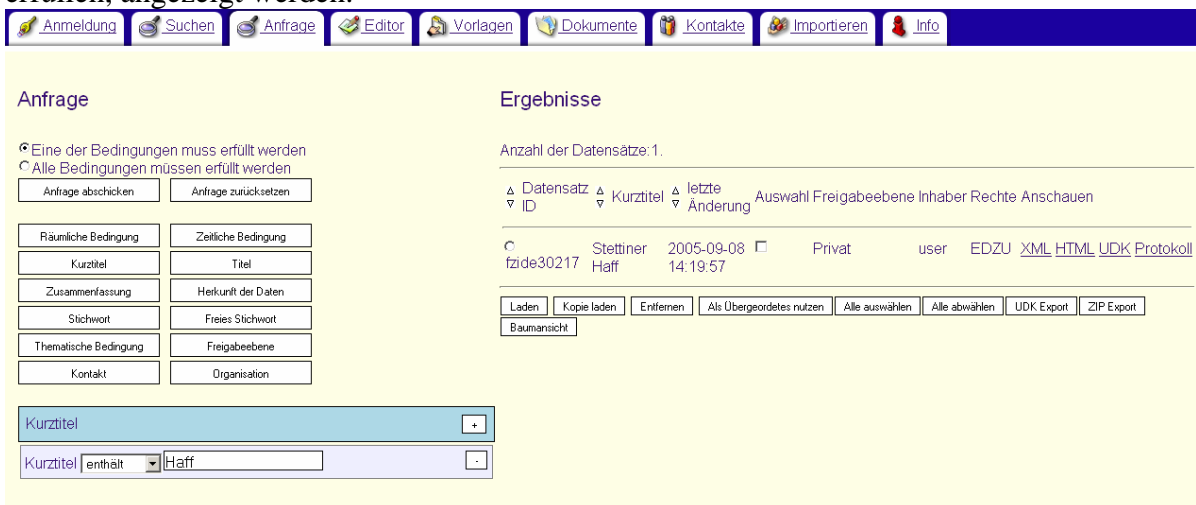 erfüllen, angezeigt werden.
Anmeldung Suchen Anfrage Editor Vorlagen Dokumente Kontakte Importieren Info
Anfrage
Eine der Bedingungen muss erfüllt werden
Alle Bedingungen müssen erfüllt werden
Anfrage abschicken Anfrage zurücksetzen
Räumliche Bedingung Zeitliche Bedingung
Kurztitel Titel
Zusammenfassung Herkunft der Daten
Stichwort Freies Stichwort
Thematische Bedingung Freigabeebene
Kontakt Organisation
Kurztitel +
Kurztitel enthält Haff -
Ergebnisse
Anzahl der Datensätze:1.
Datensatz ID Kurztitel letzte Änderung Auswahl Freigabeebene Inhaber Rechte Anschauen
fzide30217 Stettiner Haff 2005-09-08 14:19:57 Privat user EDZU XML HTML UDK Protokoll
Laden Kopie laden Entfernen Als Übergeordetes nutzen Alle auswählen Alle abwählen UDK Export ZIP Export
Baumansicht